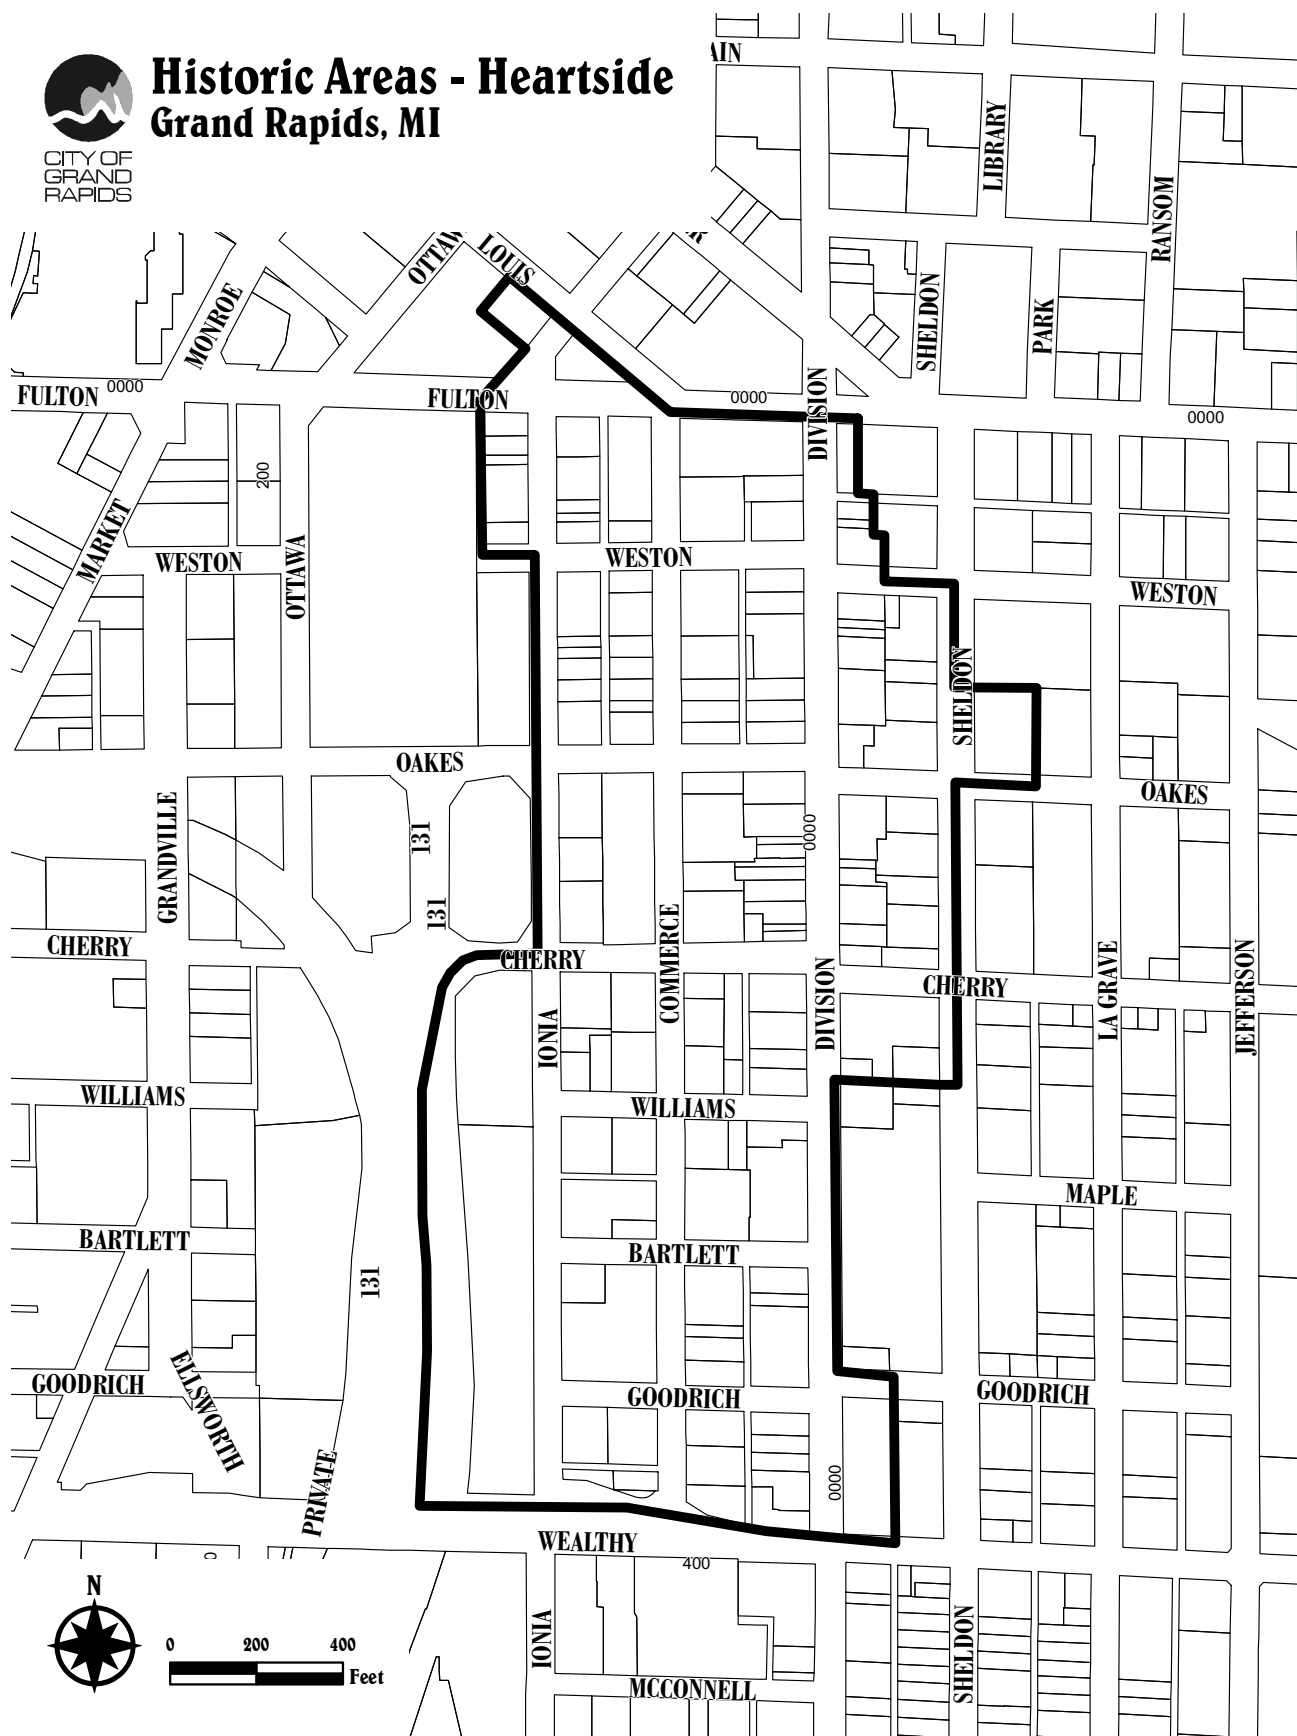 Historic Areas - Heartside
Grand Rapids, MI
CITY OF
GRAND
RAPIDS
AIN
LIBRARY
RANSOM
OTTAW
LOUIS
MONROE
SHELDON
PARK
FULTON
0000
FULTON
0000
DIVISION
0000
200
MARKET
WESTON
OTTAWA
WESTON
WESTON
SHELDON
OAKES
OAKES
GRANDVILLE
131
0000
131
CHERRY
CHERRY
COMMERCE
DIVISION
CHERRY
LA GRAVE
JEFFERSON
IONIA
WILLIAMS
WILLIAMS
MAPLE
BARTLETT
BARTLETT
131
GOODRICH
ELLSWORTH
GOODRICH
GOODRICH
PRIVATE
0000
WEALTHY
400
N
0 200 400
Feet
IONIA
SHELDON
MCCONNELL